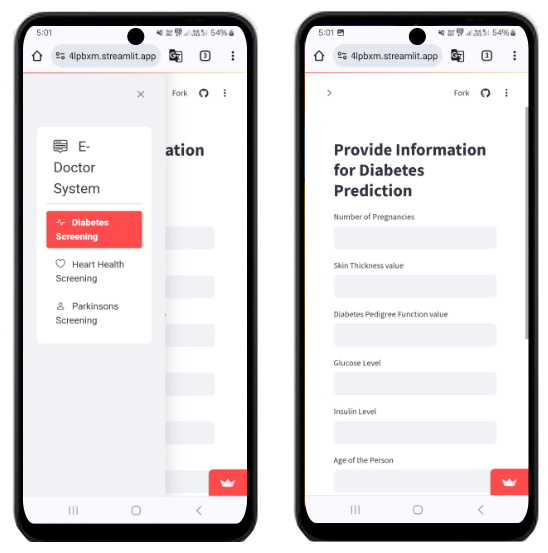 5:01
54%
4lpbxm.streamlit.app
3
Fork
ation
E-
Doctor
System
Diabetes
Screening
Heart Health
Screening
Parkinsons
Screening
5:01
54%
4lpbxm.streamlit.app
3
Fork
Provide Information
for Diabetes
Prediction
Number of Pregnancies
Skin Thickness value
Diabetes Pedigree Function value
Glucose Level
Insulin Level
Age of the Person